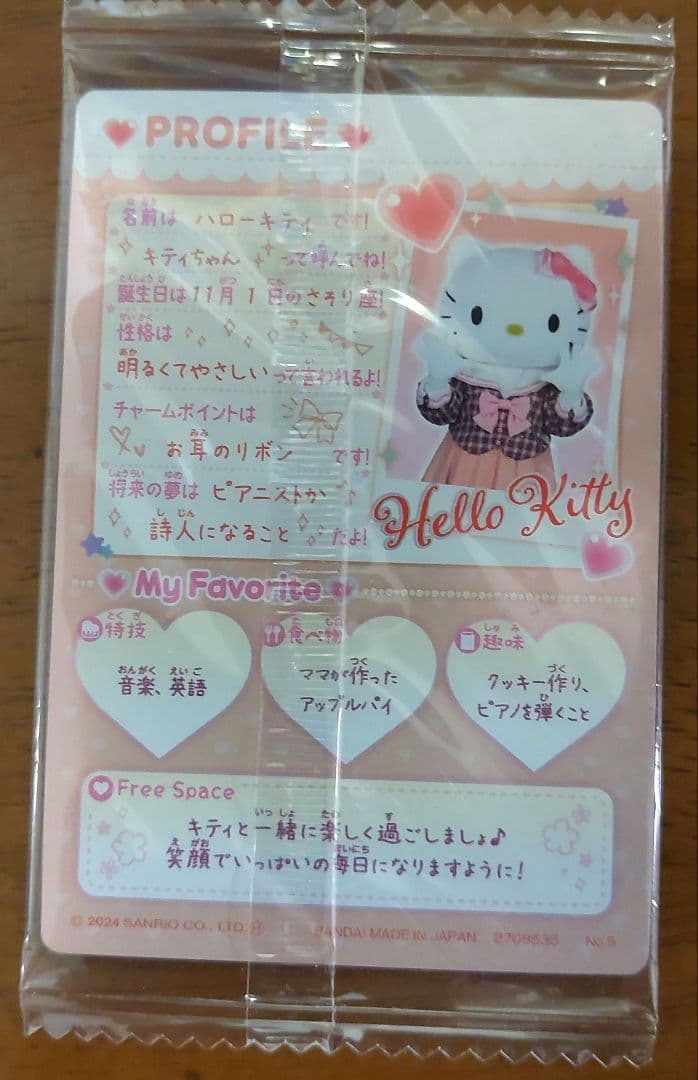 PROFILE
名前は ハローキティ です!
キティちゃん って呼んでね!
誕生日は11月 1 日のさそり座!
性格は
明るくてやさしいって言われるよ!
チャームポイントは
お耳のリボン です!
将来の夢は ピアニストか
詩人になること だよ!
Hello Kitty
My Favorite
特技
音楽、英語
食べ物
ママが作った
アップルパイ
趣味
クッキー作り、
ピアノを弾くこと
Free Space
キティと一緒に楽しく過ごしましょ♪
笑顔でいっぱいの毎日になりますように!
© 2024 SANRIO CO., LTD.
BANDAI MADE IN JAPAN 2709535 No.5